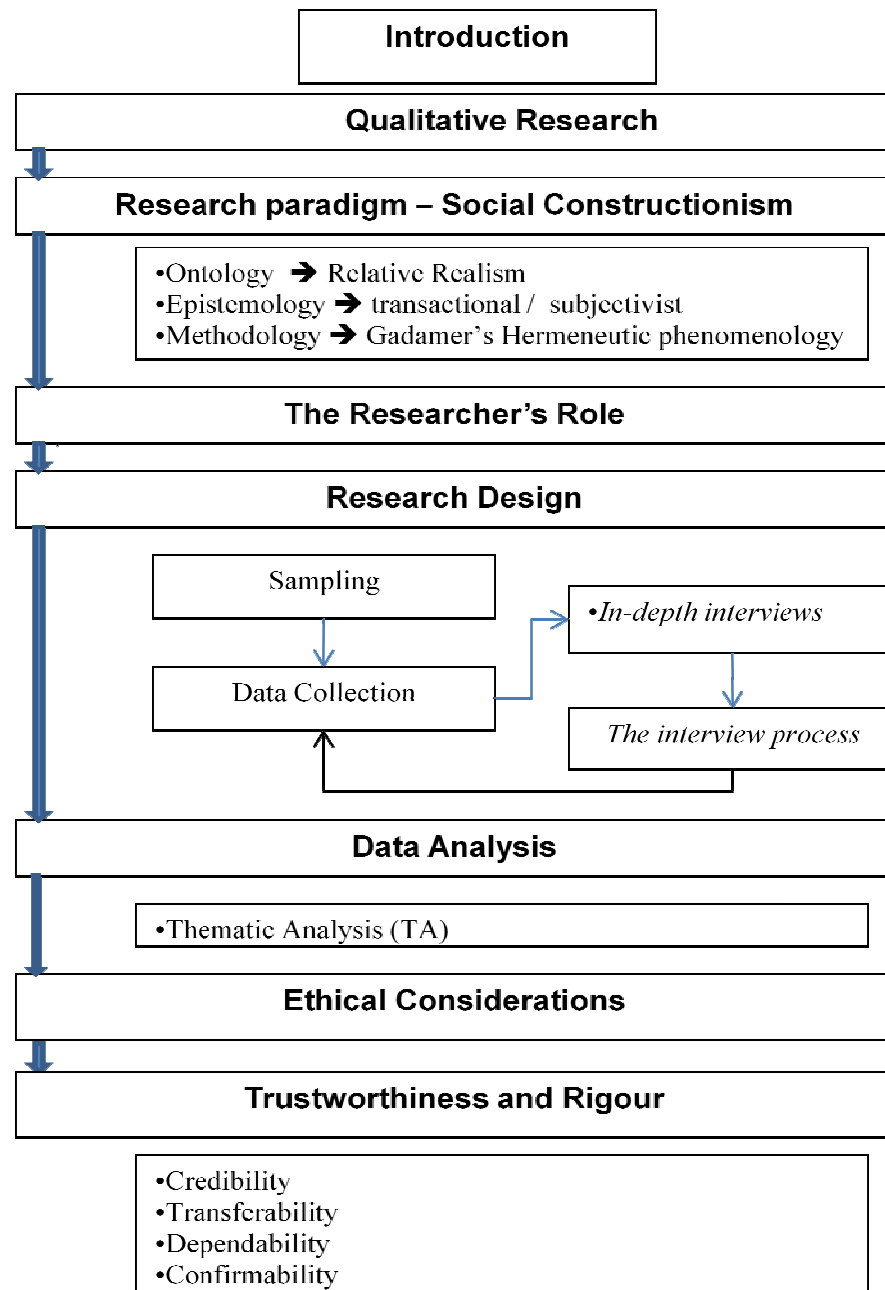 Introduction
Qualitative Research
Research paradigm – Social Constructionism
•Ontology ➔ Relative Realism
•Epistemology ➔ transactional / subjectivist
•Methodology ➔ Gadamer’s Hermeneutic phenomenology
The Researcher’s Role
Research Design
Sampling
•In-depth interviews
Data Collection
The interview process
Data Analysis
•Thematic Analysis (TA)
Ethical Considerations
Trustworthiness and Rigour
•Credibility
•Transferability
•Dependability
•Confirmability